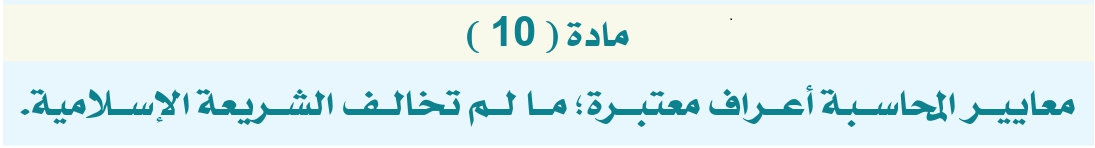 مادة ( 10 )
معايير المحاسبة أعراف معتبرة؛ ما لم تخالف الشريعة الإسلامية.